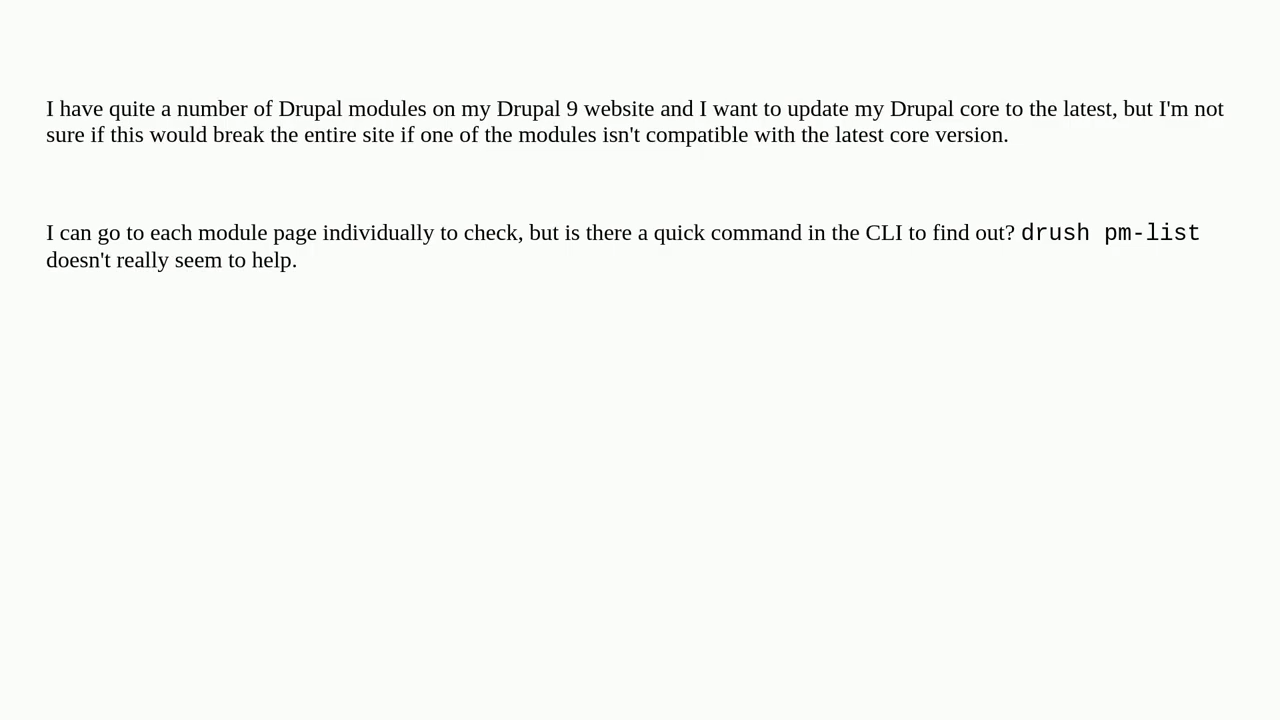 I have quite a number of Drupal modules on my Drupal 9 website and I want to update my Drupal core to the latest, but I'm not
sure if this would break the entire site if one of the modules isn't compatible with the latest core version.
I can go to each module page individually to check, but is there a quick command in the CLI to find out? drush pm-list
doesn't really seem to help.